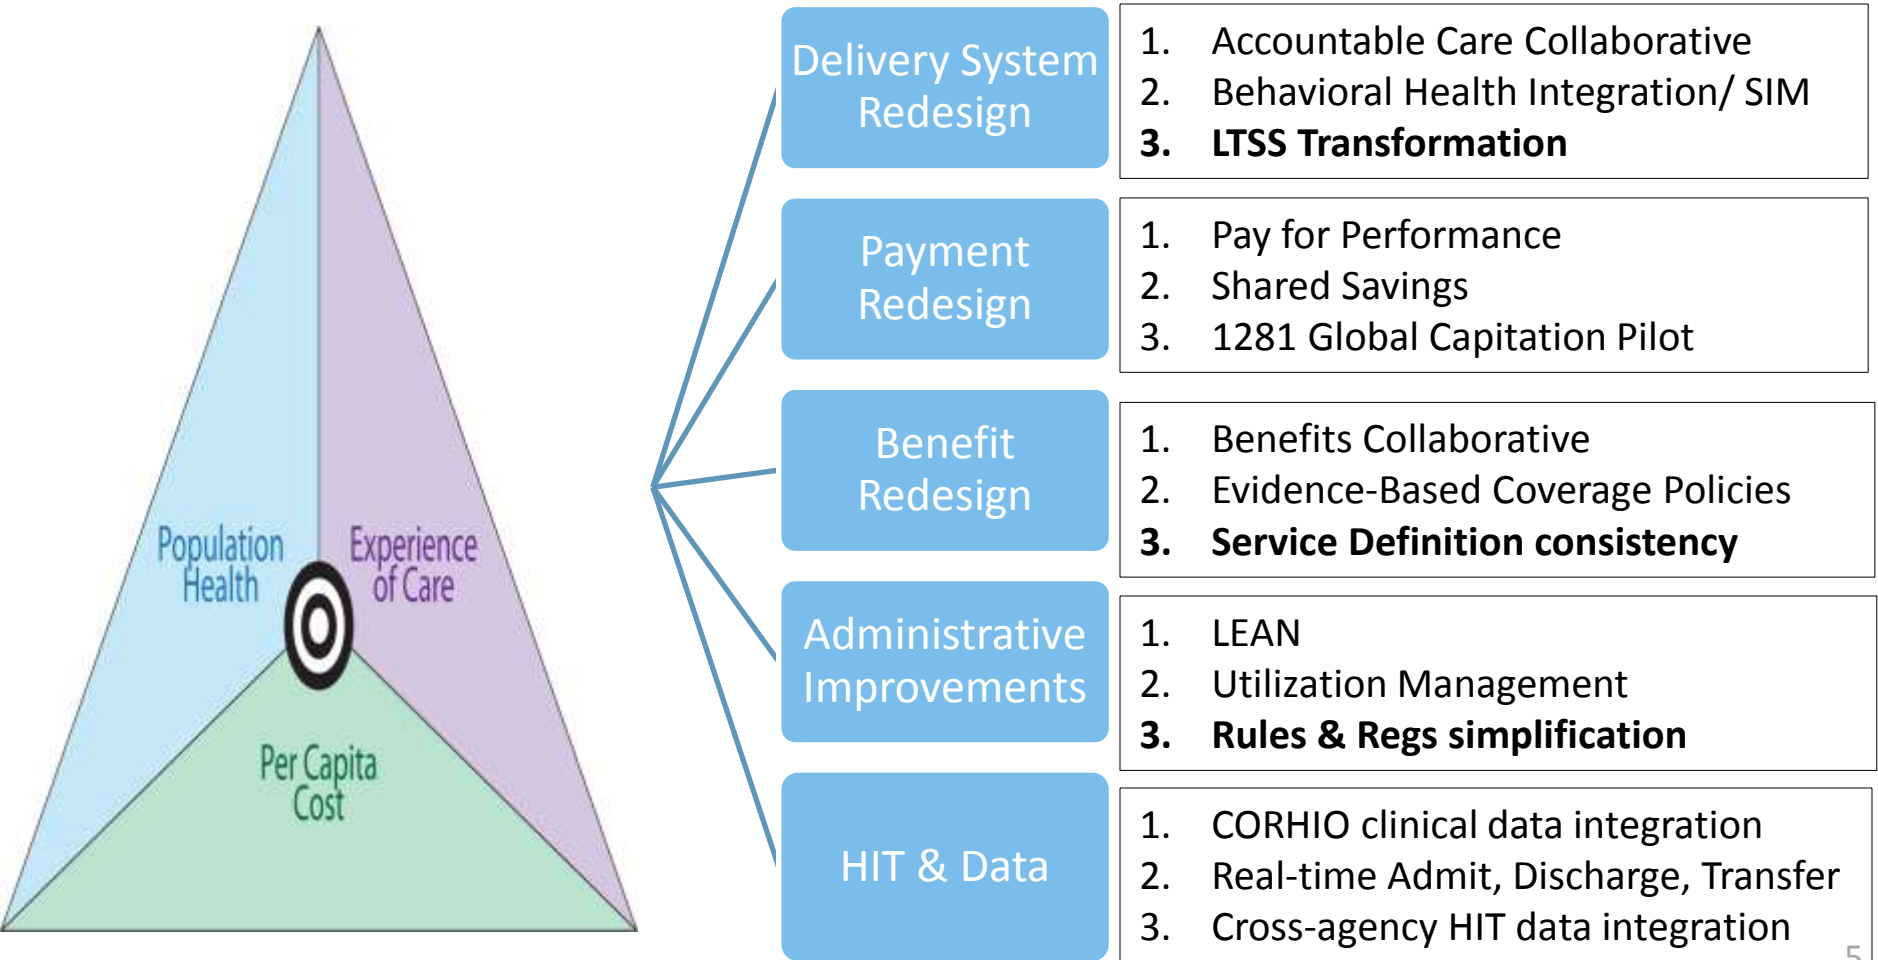 Population
Health
Experience
of Care
Per Capita
Cost
Delivery System
Redesign
1. Accountable Care Collaborative
2. Behavioral Health Integration/ SIM
3. LTSS Transformation
Payment
Redesign
1. Pay for Performance
2. Shared Savings
3. 1281 Global Capitation Pilot
Benefit
Redesign
1. Benefits Collaborative
2. Evidence-Based Coverage Policies
3. Service Definition consistency
Administrative
Improvements
1. LEAN
2. Utilization Management
3. Rules & Regs simplification
HIT & Data
1. CORHIO clinical data integration
2. Real-time Admit, Discharge, Transfer
3. Cross-agency HIT data integration
5